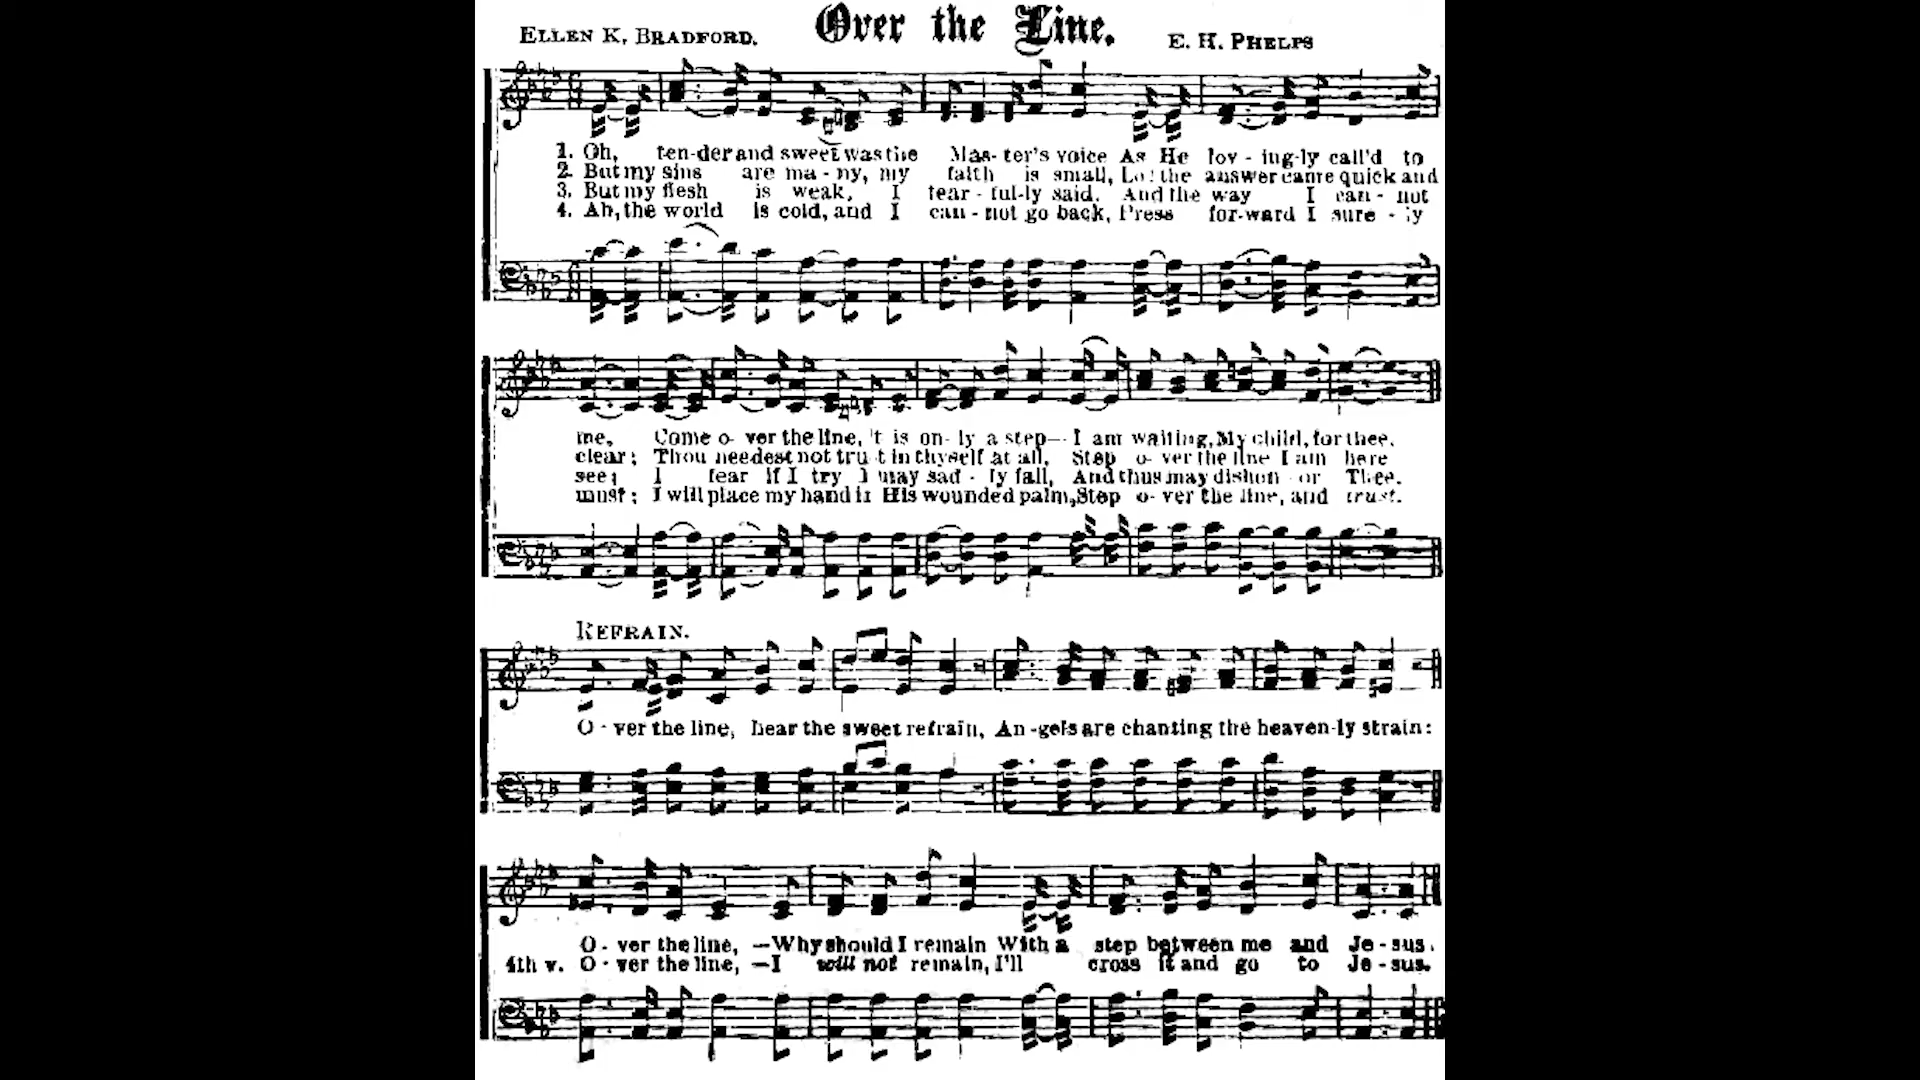 Over the Line.
ELLEN K. BRADFORD.
E. H. PHELPS
1. Oh, ten-der and sweet was the Mas-ter's voice As He lov-ing-ly call'd to
2. But my sins are ma-ny, my faith is small, Lo! the answer came quick and
3. But my flesh is weak, I tear-ful-ly said, And the way I can-not
4. Ah, the world is cold, and I can-not go back, Press for-ward I sure-ly
me, Come o-ver the line, 't is on-ly a step— I am waiting, My child, for thee.
clear; Thou needest not trust in thyself at all, Step o-ver the line I am here
see; I fear if I try I may sad-ly fall, And thus may dishon-or Thee.
must; I will place my hand in His wounded palm, Step o-ver the line, and trust.
REFRAIN.
O-ver the line, hear the sweet refrain, An-gels are chanting the heaven-ly strain:
O-ver the line, —Why should I remain With a step between me and Je-sus.
4th v. O-ver the line, —I will not remain, I'll cross it and go to Je-sus.